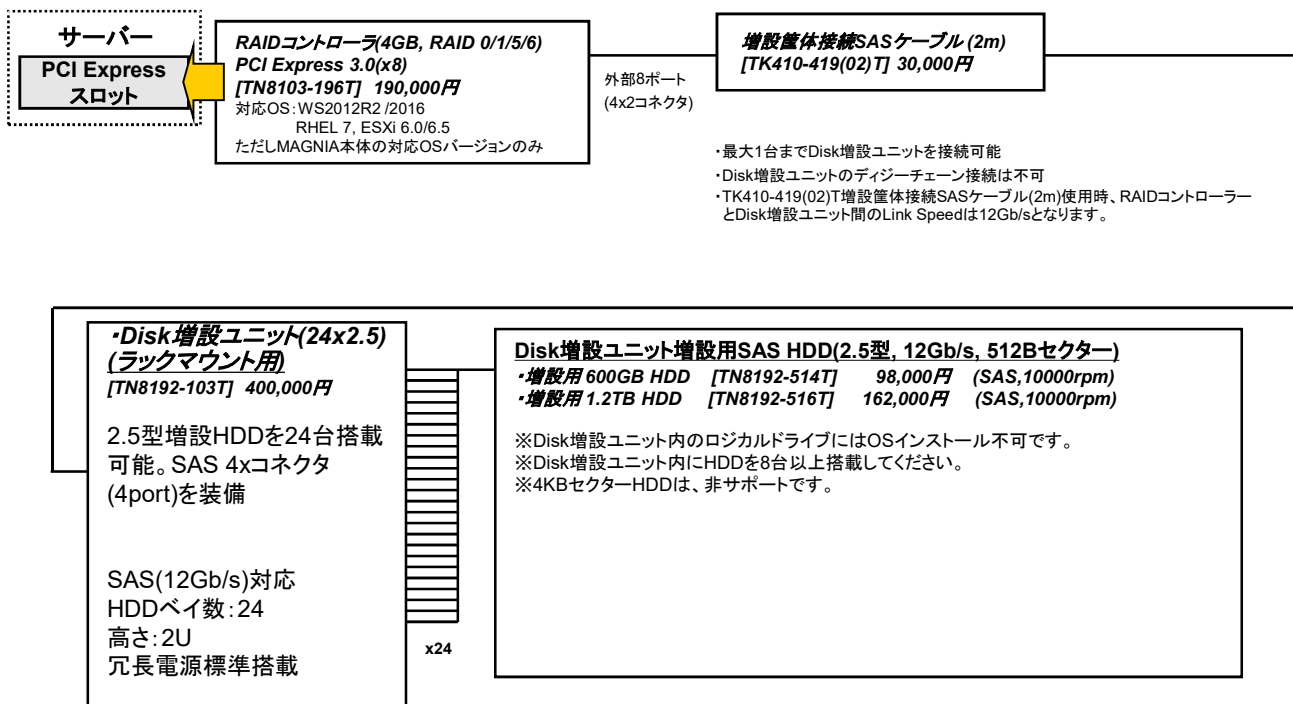 サーバー
PCI Express
スロット
RAIDコントローラ(4GB, RAID 0/1/5/6)
PCI Express 3.0(x8)
[TN8103-196T] 190,000円
対応OS:WS2012R2 /2016
RHEL 7, ESXi 6.0/6.5
ただしMAGNIA本体の対応OSバージョンのみ
外部8ポート
(4x2コネクタ)
増設筐体接続SASケーブル (2m)
[TK410-419(02)T] 30,000円
・最大1台までDisk増設ユニットを接続可能
・Disk増設ユニットのディジーチェーン接続は不可
・TK410-419(02)T増設筐体接続SASケーブル(2m)使用時、RAIDコントローラー
とDisk増設ユニット間のLink Speedは12Gb/sとなります。
・Disk増設ユニット(24x2.5)
(ラックマウント用)
[TN8192-103T] 400,000円
2.5型増設HDDを24台搭載
可能。SAS 4xコネクタ
(4port)を装備
SAS(12Gb/s)対応
HDDベイ数:24
高さ:2U
冗長電源標準搭載
x24
Disk増設ユニット増設用SAS HDD(2.5型, 12Gb/s, 512Bセクター)
・増設用 600GB HDD [TN8192-514T] 98,000円 (SAS,10000rpm)
・増設用 1.2TB HDD [TN8192-516T] 162,000円 (SAS,10000rpm)
※Disk増設ユニット内のロジカルドライブにはOSインストール不可です。
※Disk増設ユニット内にHDDを8台以上搭載してください。
※4KBセクターHDDは、非サポートです。